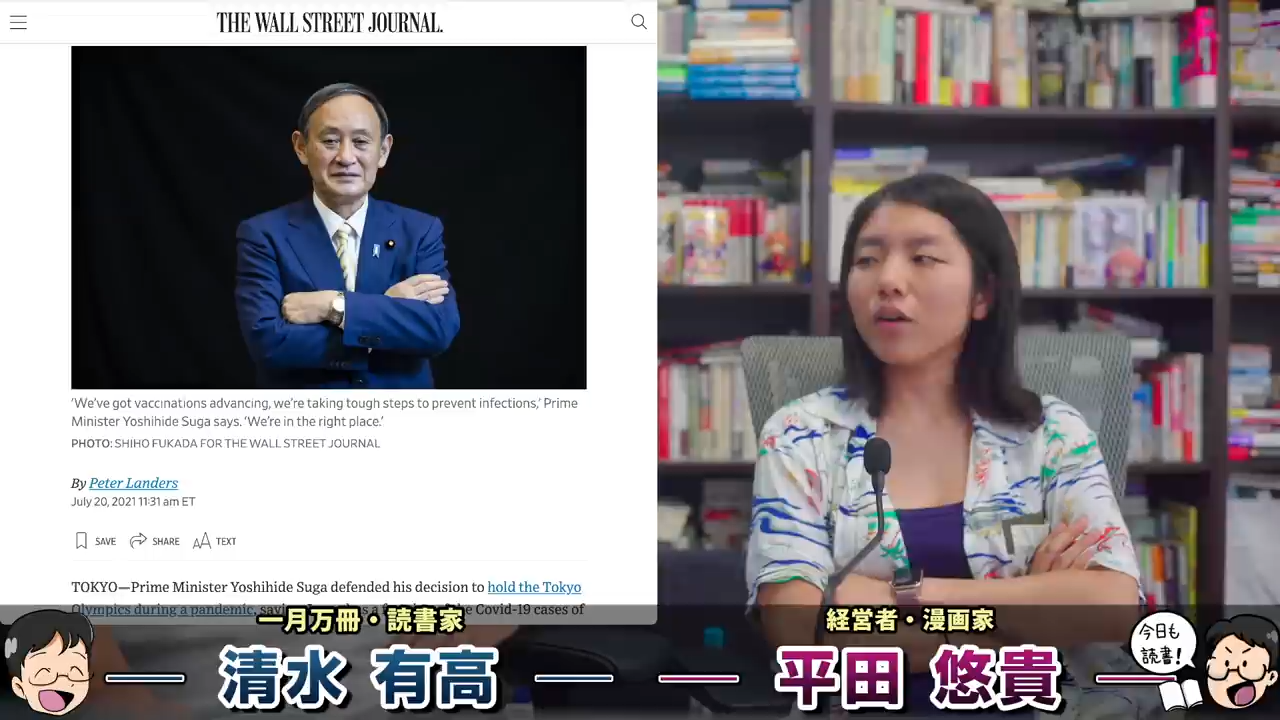 THE WALL STREET JOURNAL.
'We've got vaccinations advancing, we're taking tough steps to prevent infections,' Prime
Minister Yoshihide Suga says. 'We're in the right place.'
PHOTO: SHIHO FUKADA FOR THE WALL STREET JOURNAL
By Peter Landers
July 20, 2021 11:31 am ET
SAVE SHARE AA TEXT
TOKYO—Prime Minister Yoshihide Suga defended his decision to hold the Tokyo
Olympics during a pandemic, Covid-19 cases of
一月万冊・読書家
清水 有高
経営者・漫画家
平田 悠貴
今日も
読書!